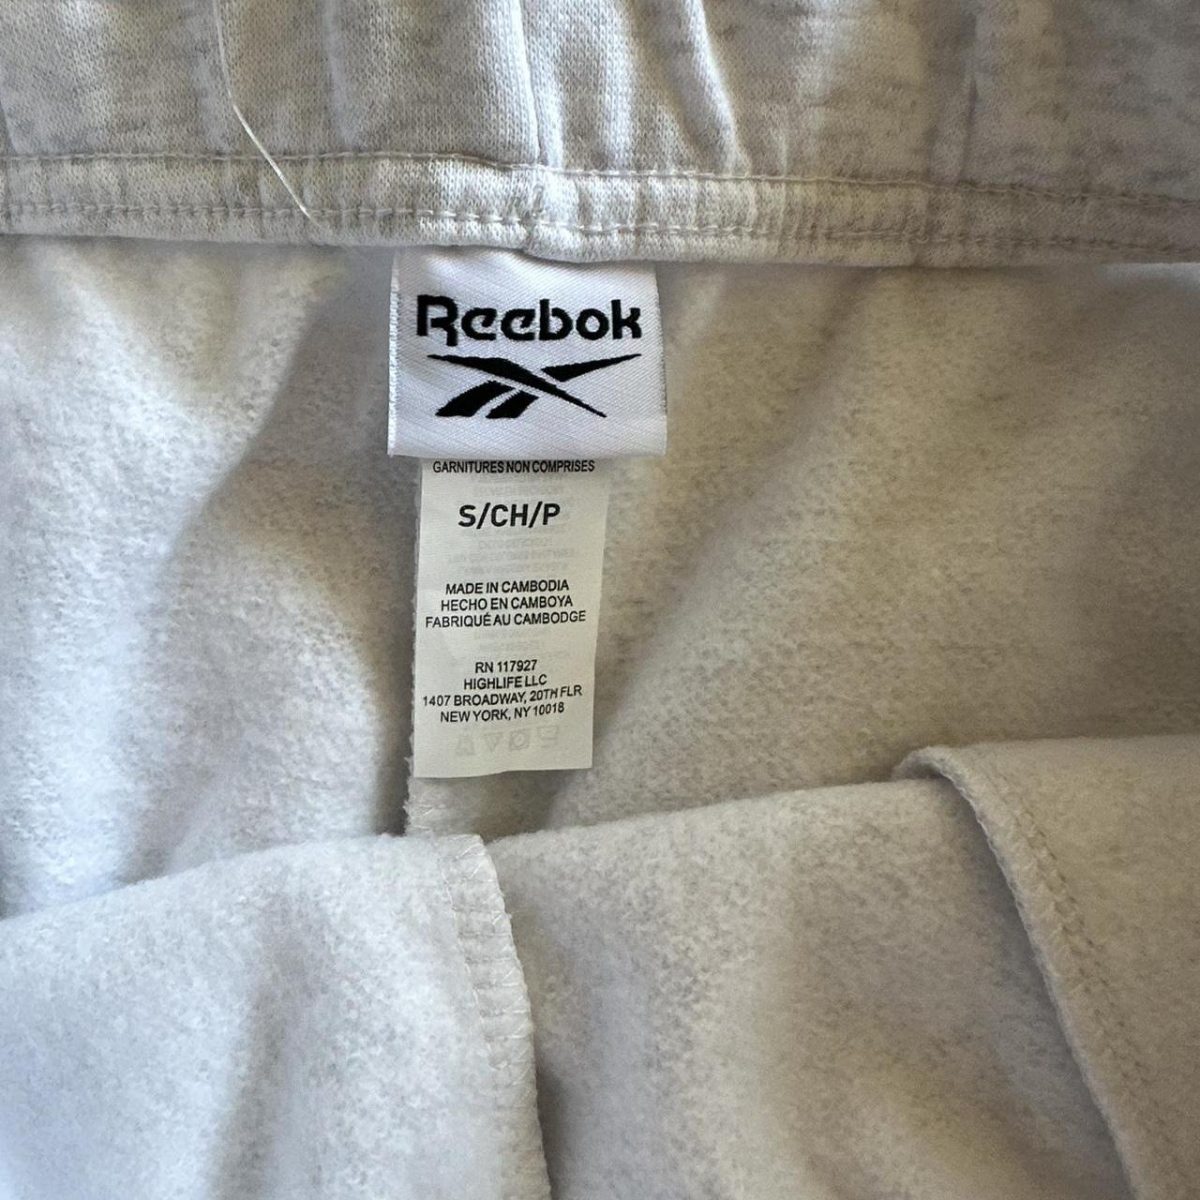 Reebok
GARNITURES NON COMPRISES
S/CH/P
MADE IN CAMBODIA
HECHO EN CAMBOYA
FABRIQUÉ AU CAMBODGE
RN 117927
HIGHLIFE LLC
1407 BROADWAY, 20TH FLR
NEW YORK, NY 10018